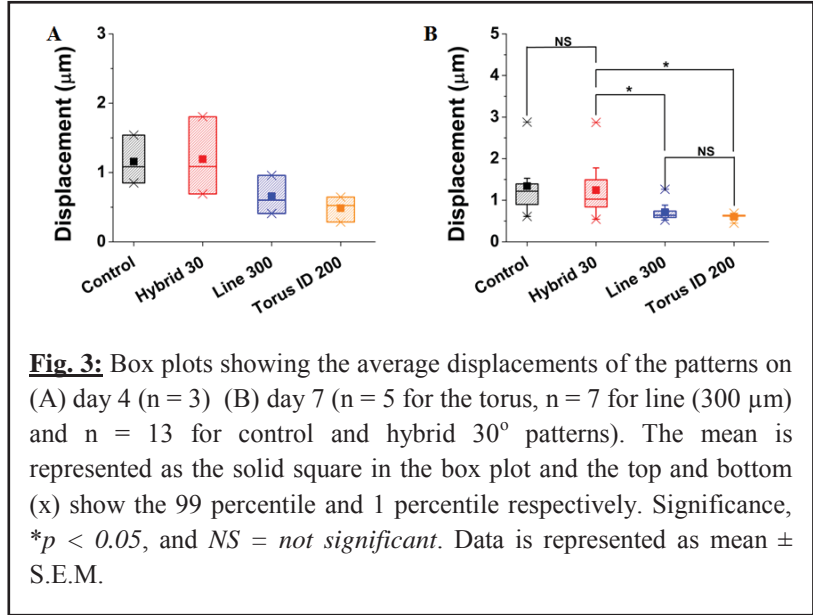 A
B
Displacement (μm)
3
2
1
0
Control
Hybrid 30
Line 300
Torus ID 200
Displacement (μm)
5
4
3
2
1
0
NS
*
*
NS
Control
Hybrid 30
Line 300
Torus ID 200
Fig. 3: Box plots showing the average displacements of the patterns on
(A) day 4 (n = 3) (B) day 7 (n = 5 for the torus, n = 7 for line (300 µm)
and n = 13 for control and hybrid 30° patterns). The mean is
represented as the solid square in the box plot and the top and bottom
(x) show the 99 percentile and 1 percentile respectively. Significance,
*p < 0.05, and NS = not significant. Data is represented as mean ±
S.E.M.